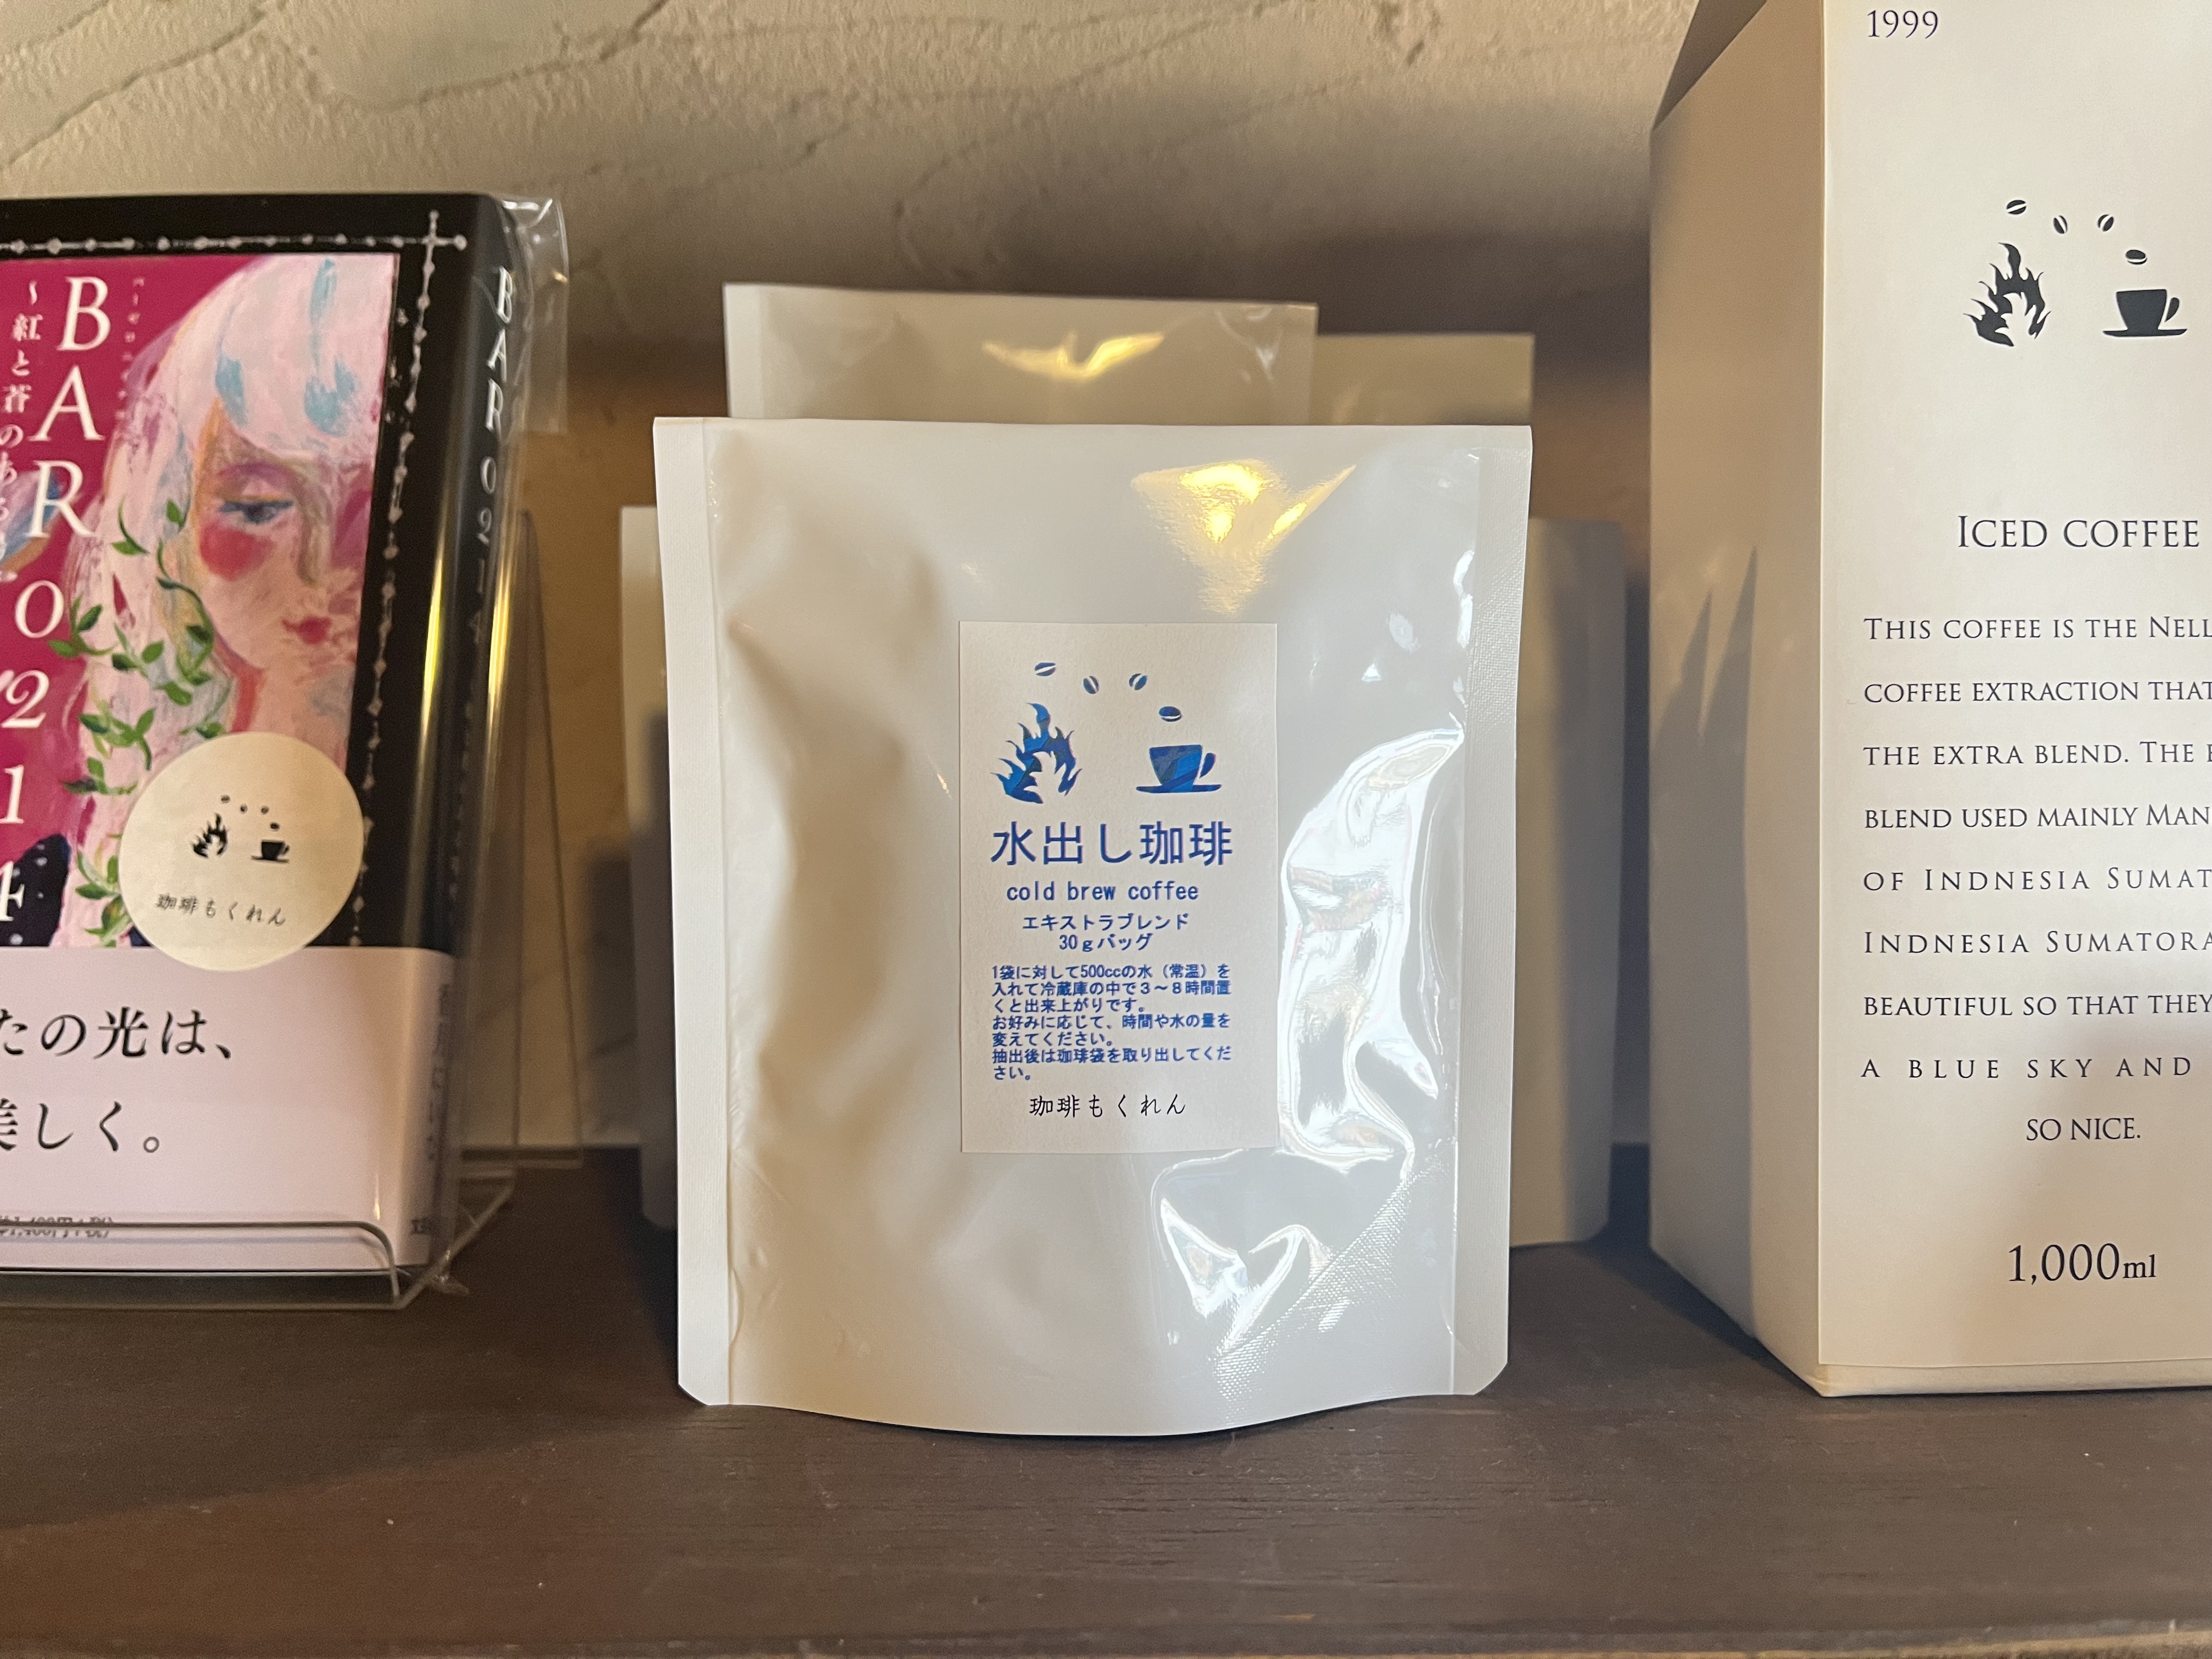 BAR 0214
〜紅と蒼のある
BAR 0214
珈琲もくれん
たの光は、
美しく。
水出し珈琲
cold brew coffee
エキストラブレンド
30gバッグ
1袋に対して500ccの水（常温）を
入れて冷蔵庫の中で3〜8時間置
くと出来上がりです。
お好みに応じて、時間や水の量を
変えてください。
抽出後は珈琲袋を取り出してくだ
さい。
珈琲もくれん
1999
ICED COFFEE
THIS COFFEE IS THE NELL
COFFEE EXTRACTION THAT
THE EXTRA BLEND. THE
BLEND USED MAINLY MAN
OF INDNESIA SUMAT
INDNESIA SUMATORA
BEAUTIFUL SO THAT THEY
A BLUE SKY AND
SO NICE.
1,000ml